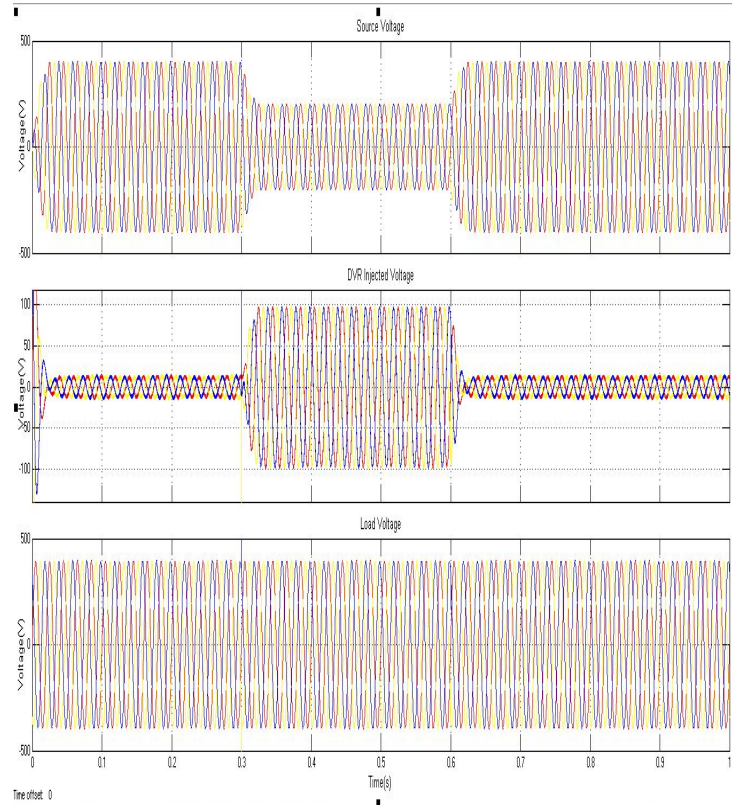 Source Voltage
500
0
-500
Voltage(V)
DVR Injected Voltage
100
50
0
-50
-100
Voltage(V)
Load Voltage
500
0
-500
Voltage(V)
0 0.1 0.2 0.3 0.4 0.5 0.6 0.7 0.8 0.9 1
Time(s)
Time offset: 0